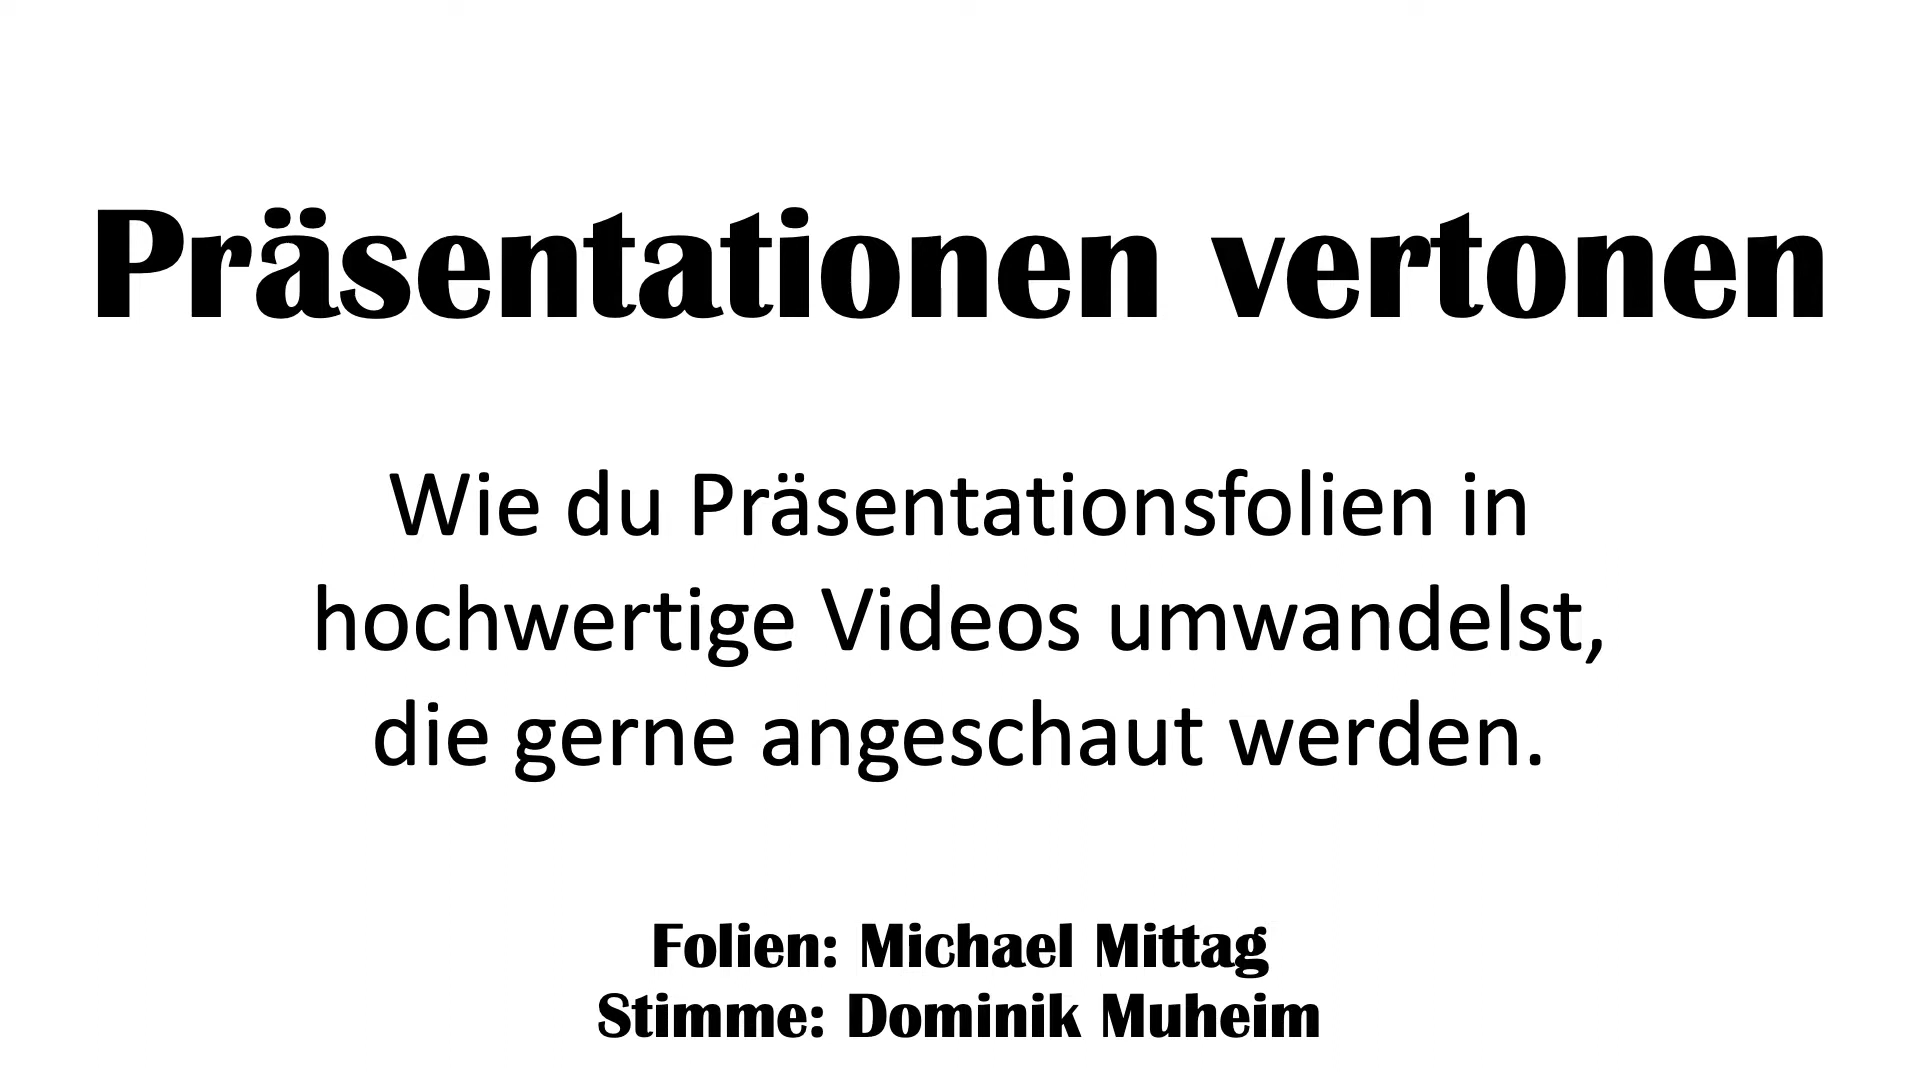 Präsentationen vertonen
Wie du Präsentationsfolien in
hochwertige Videos umwandelst,
die gerne angeschaut werden.
Folien: Michael Mittag
Stimme: Dominik Muheim